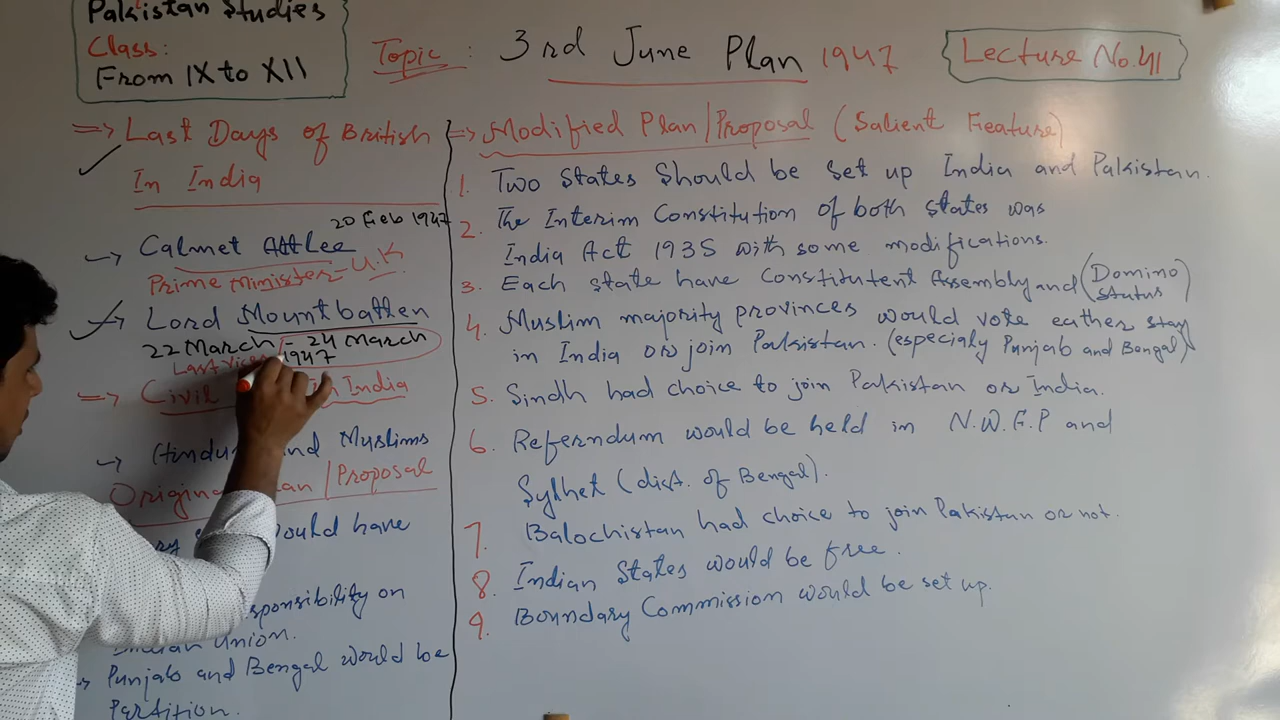 Pakistan Studies
Class:
From IX to XII
Topic : 3rd June Plan 1947
Lecture No.41
=> Last Days of British
In India
20 Feb 1947
→ Calmet Attlee
Prime Minister - U.K
→ Lord Mountbatten
22 March - 24 March
1947
Last
=> Civil in India
→ Hindu and Muslims
Original Plan / Proposal
would have
responsibility on
Union.
→ Punjab and Bengal would be
Partition.
=> Modified Plan / Proposal (Salient Feature)
1. Two States Should be set up India and Pakistan.
2. The Interim Constitution of both states was
India Act 1935 with some modifications.
3. Each state have Constitutent Assembly and (Domino
status)
4. Muslim majority provinces would vote eather stay
in India or join Pakistan. (especialy Punjab and Bengal)
5. Sindh had choice to join Pakistan or India.
6. Referndum would be held in N.W.F.P and
Sylhet (dist. of Bengal).
7. Balochistan had choice to join Pakistan or not.
8. Indian States would be free.
9. Boundary Commission would be set up.